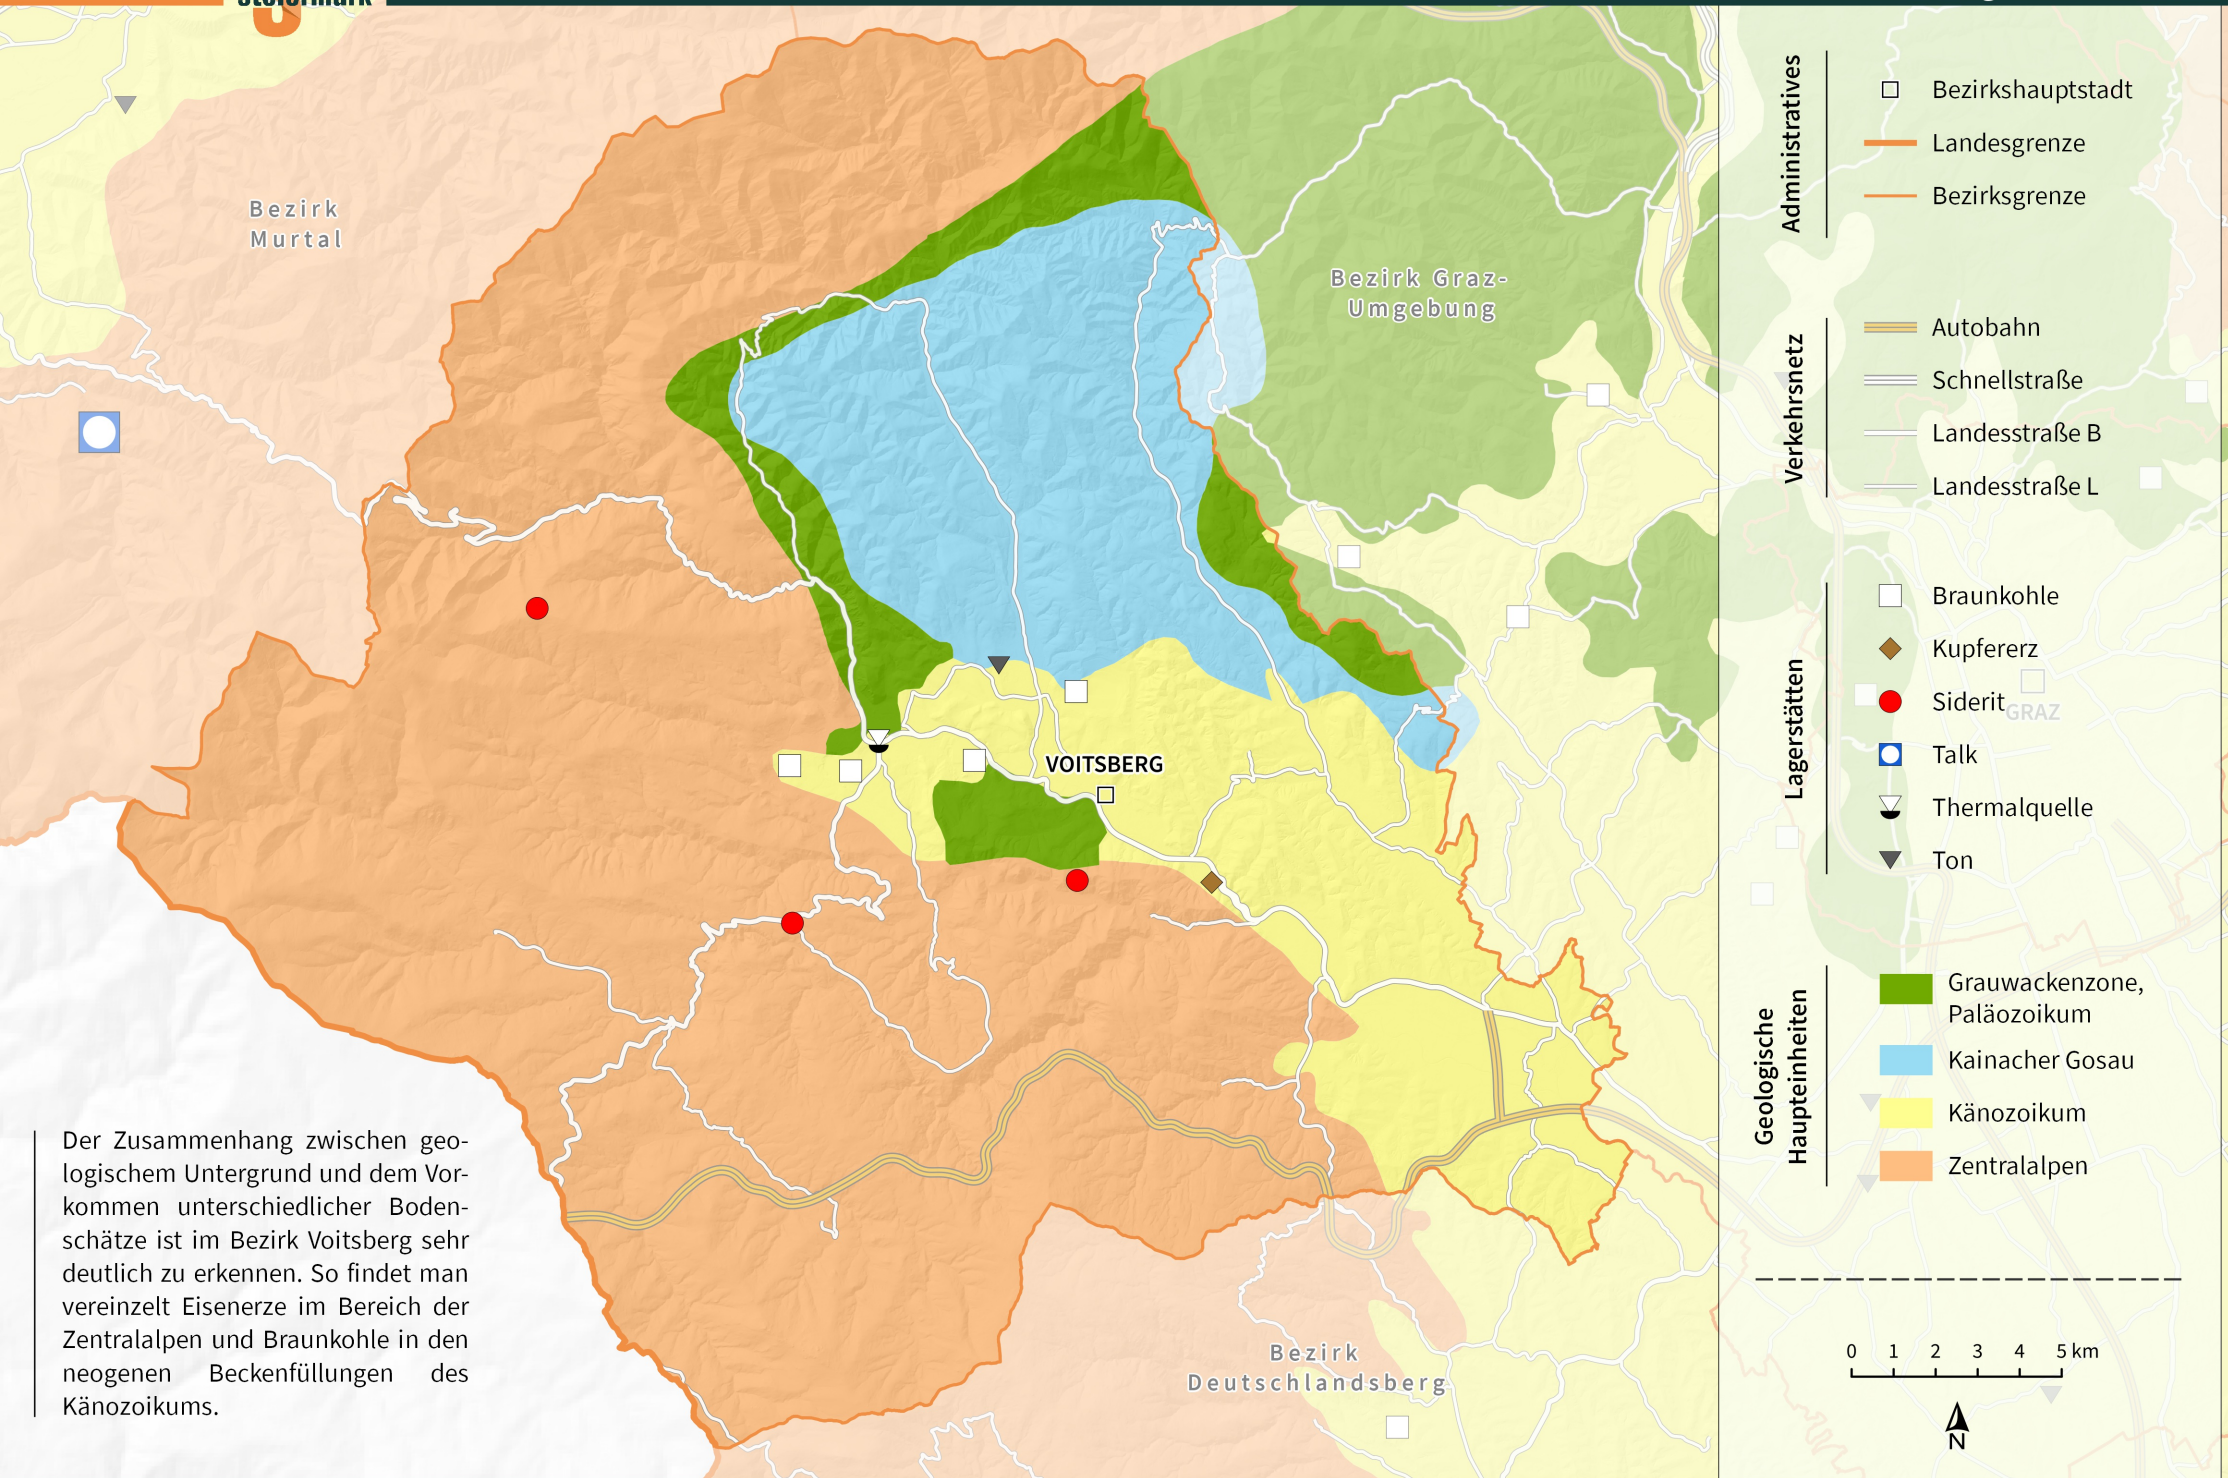 Steiermark
Bezirk
Murtal
Bezirk Graz-
Umgebung
VOITSBERG
Bezirk
Deutschlandsberg
GRAZ
Der Zusammenhang zwischen geo-
logischem Untergrund und dem Vor-
kommen unterschiedlicher Boden-
schätze ist im Bezirk Voitsberg sehr
deutlich zu erkennen. So findet man
vereinzelt Eisenerze im Bereich der
Zentralalpen und Braunkohle in den
neogenen Beckenfüllungen des
Känozoikums.
Administratives
Bezirkshauptstadt
Landesgrenze
Bezirksgrenze
Verkehrsnetz
Autobahn
Schnellstraße
Landesstraße B
Landesstraße L
Lagerstätten
Braunkohle
Kupfererz
Siderit
Talk
Thermalquelle
Ton
Geologische
Haupteinheiten
Grauwackenzone,
Paläozoikum
Kainacher Gosau
Känozoikum
Zentralalpen
0 1 2 3 4 5 km
N